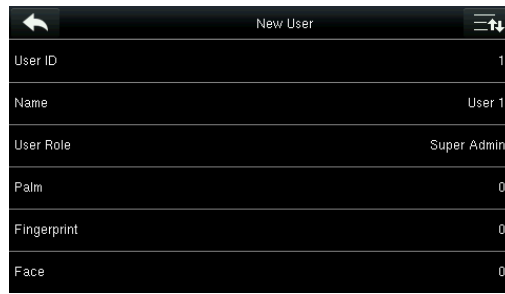 New User
User ID 1
Name User 1
User Role Super Admin
Palm 0
Fingerprint 0
Face 0